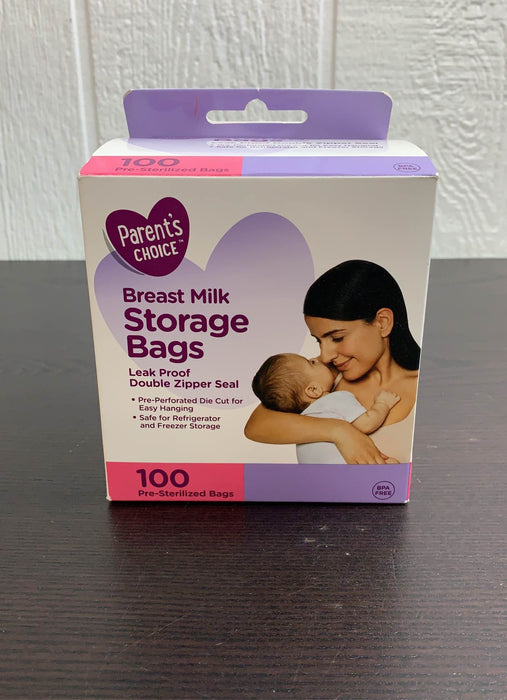 100
Pre-Sterilized Bags
BPA
FREE
Parent's
CHOICE™
Breast Milk
Storage
Bags
Leak Proof
Double Zipper Seal
• Pre-Perforated Die Cut for
Easy Hanging
• Safe for Refrigerator
and Freezer Storage
100
Pre-Sterilized Bags
BPA
FREE